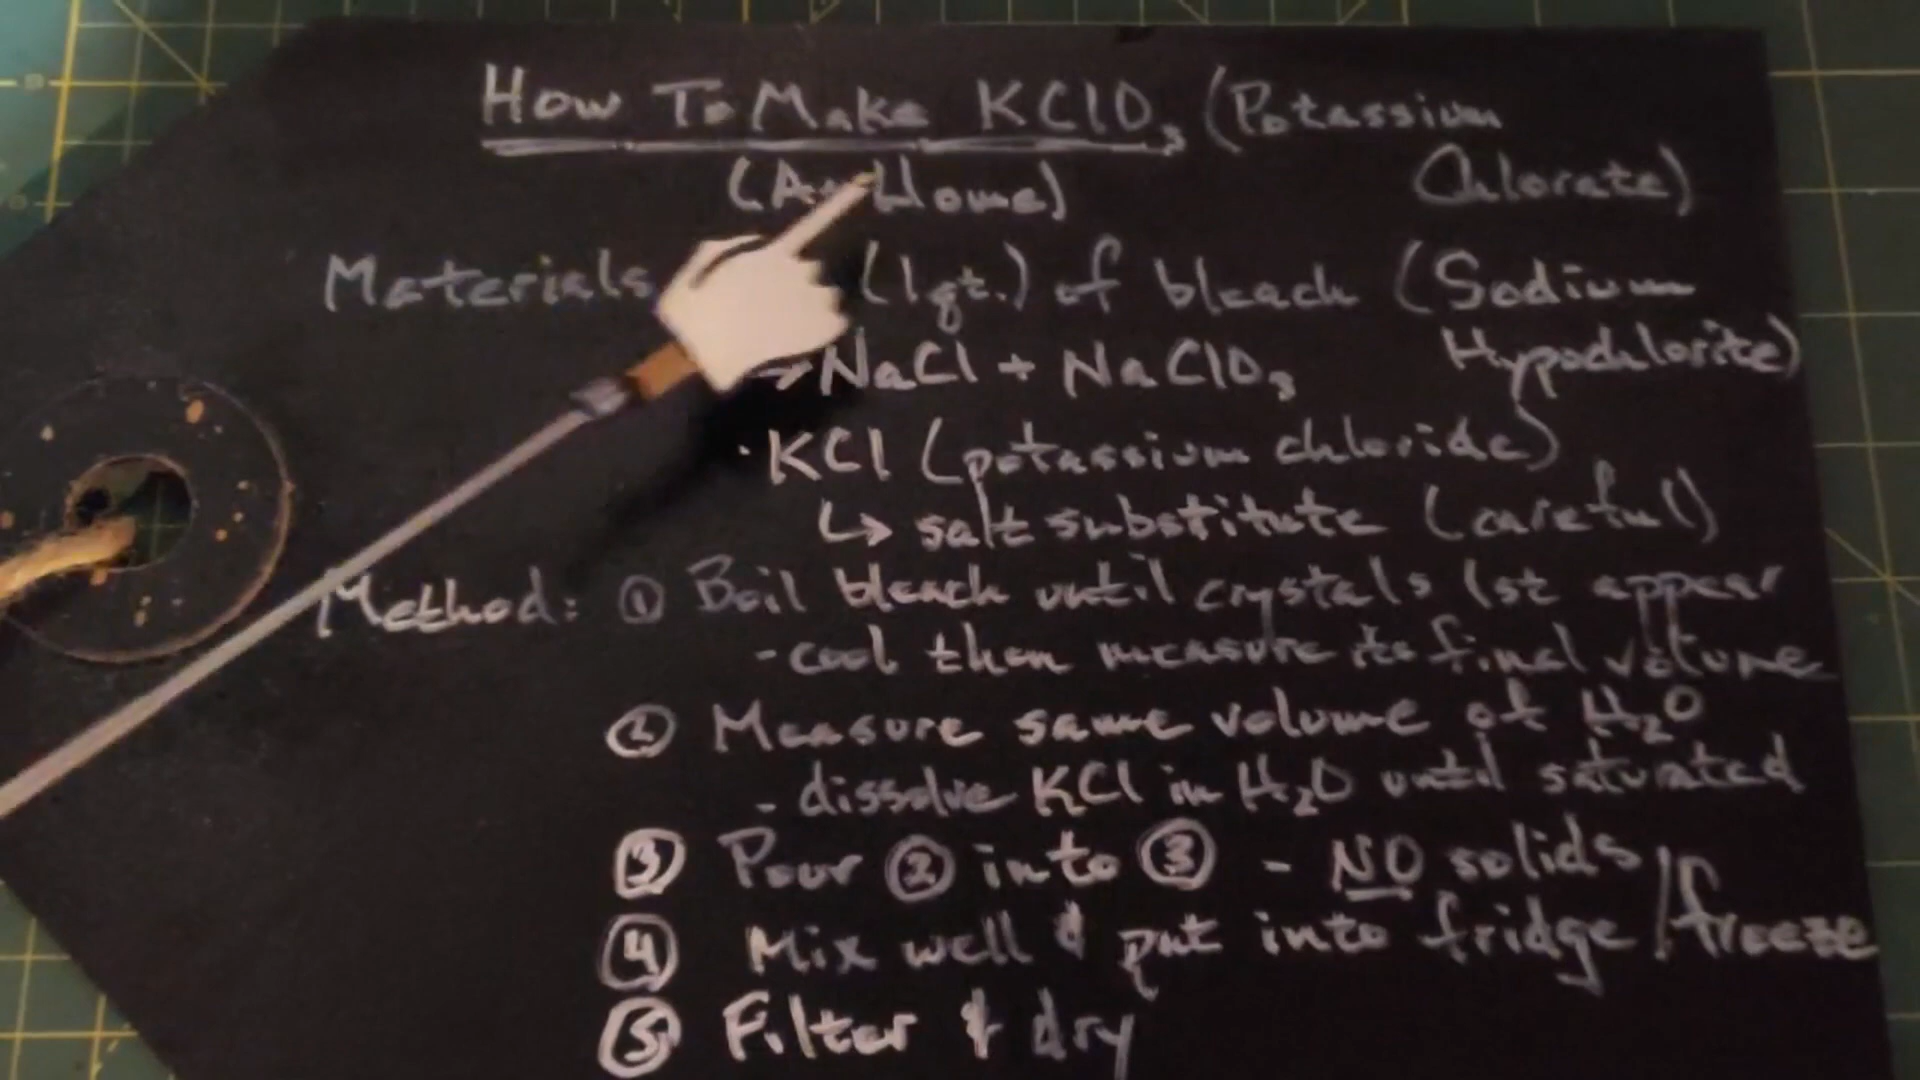 How To Make KClO3 (Potassium
(At Home) Chlorate)
Materials (1qt.) of bleach (Sodium
→ NaCl + NaClO3 Hypochlorite)
· KCl (potassium chloride)
↳ salt substitute (careful)
Method: ① Boil bleach until crystals 1st appear
- cool then measure its final volume
② Measure same volume of H2O
- dissolve KCl in H2O until saturated
③ Pour ② into ③ - NO solids
④ Mix well & put into fridge/freeze
⑤ Filter & dry